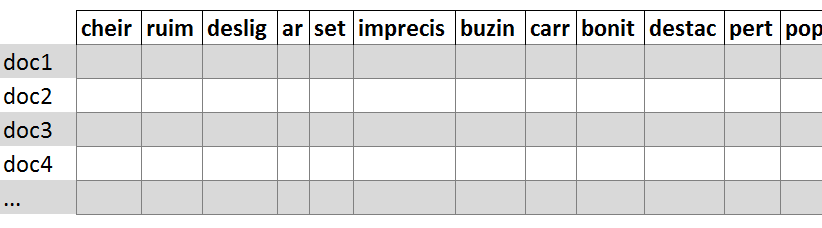 cheir ruim deslig ar set imprecis buzin carr bonit destac pert pop
doc1
doc2
doc3
doc4
...